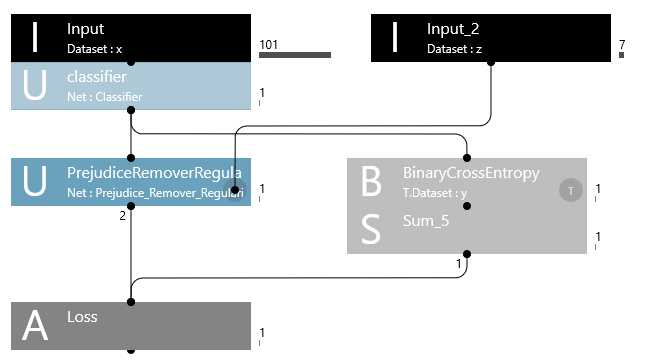 I
Input
Dataset : x
101
I
Input_2
Dataset : z
7
U
classifier
Net : Classifier
1
U
PrejudiceRemoverRegula
Net : Prejudice_Remover_Regulari
1
2
B
BinaryCrossEntropy
T.Dataset : y
T
1
S
Sum_5
1
1
A
Loss
1